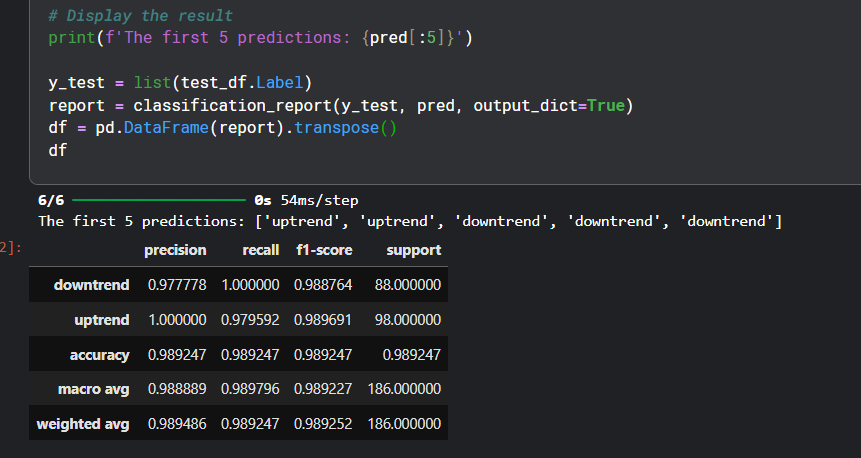 # Display the result
print(f'The first 5 predictions: {pred[:5]}')
y_test = list(test_df.Label)
report = classification_report(y_test, pred, output_dict=True)
df = pd.DataFrame(report).transpose()
df
6/6 0s 54ms/step
The first 5 predictions: ['uptrend', 'uptrend', 'downtrend', 'downtrend', 'downtrend']
2]:
precision recall f1-score support
downtrend 0.977778 1.000000 0.988764 88.000000
uptrend 1.000000 0.979592 0.989691 98.000000
accuracy 0.989247 0.989247 0.989247 0.989247
macro avg 0.988889 0.989796 0.989227 186.000000
weighted avg 0.989486 0.989247 0.989252 186.000000